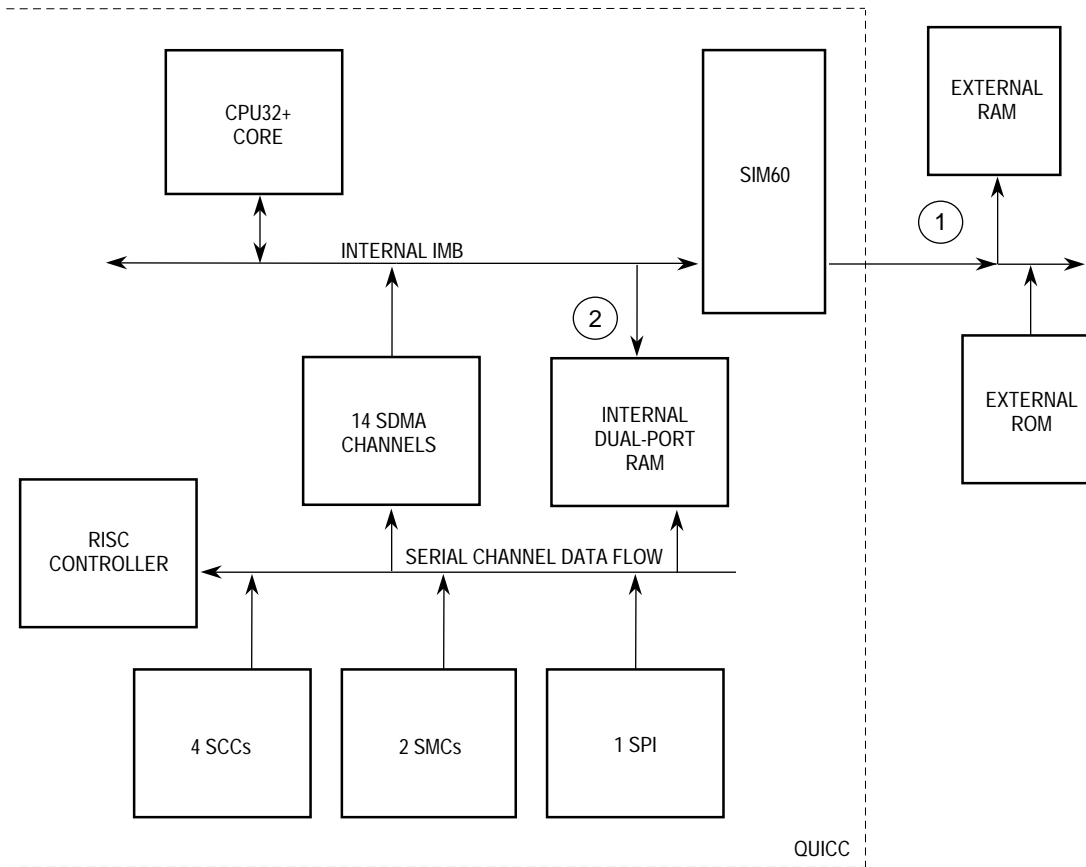 CPU32+
CORE
SIM60
EXTERNAL
RAM
1
INTERNAL IMB
2
14 SDMA
CHANNELS
INTERNAL
DUAL-PORT
RAM
EXTERNAL
ROM
RISC
CONTROLLER
SERIAL CHANNEL DATA FLOW
4 SCCs
2 SMCs
1 SPI
QUICC